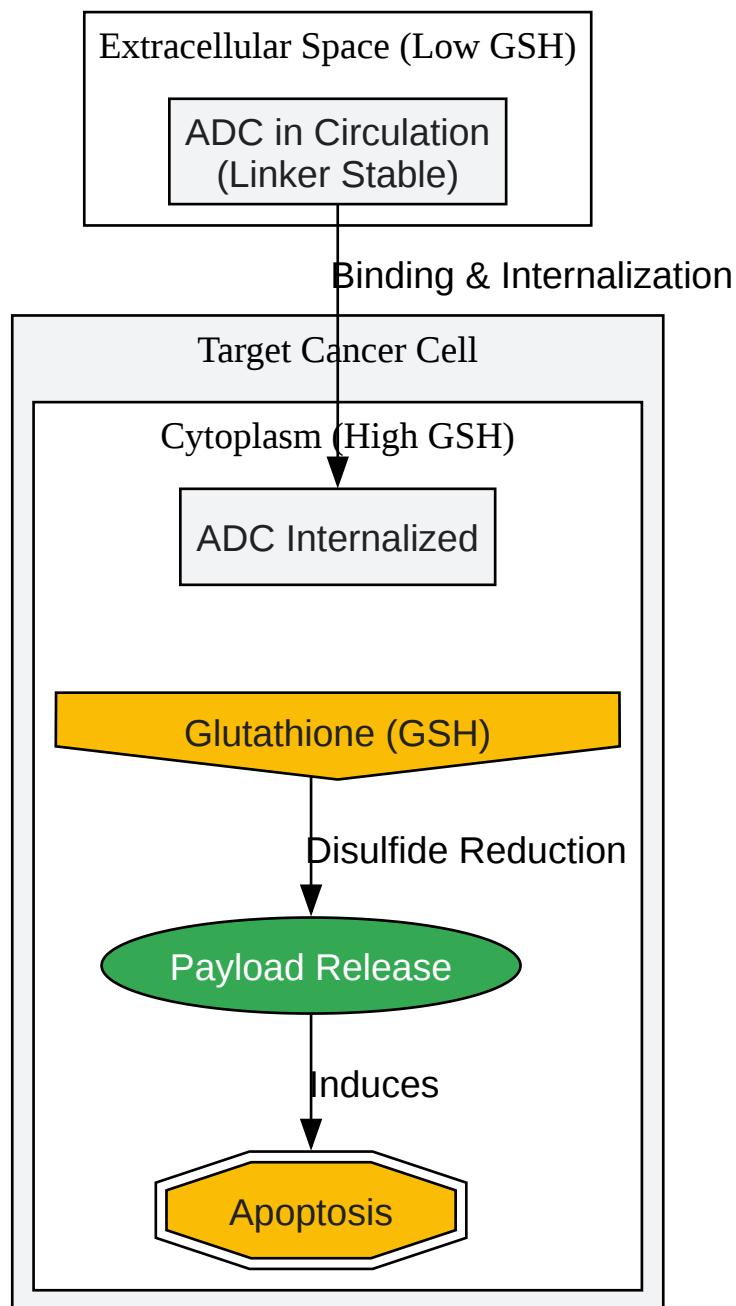 Extracellular Space (Low GSH)
ADC in Circulation
(Linker Stable)
Binding & Internalization
Target Cancer Cell
Cytoplasm (High GSH)
ADC Internalized
Glutathione (GSH)
Disulfide Reduction
Payload Release
Induces
Apoptosis